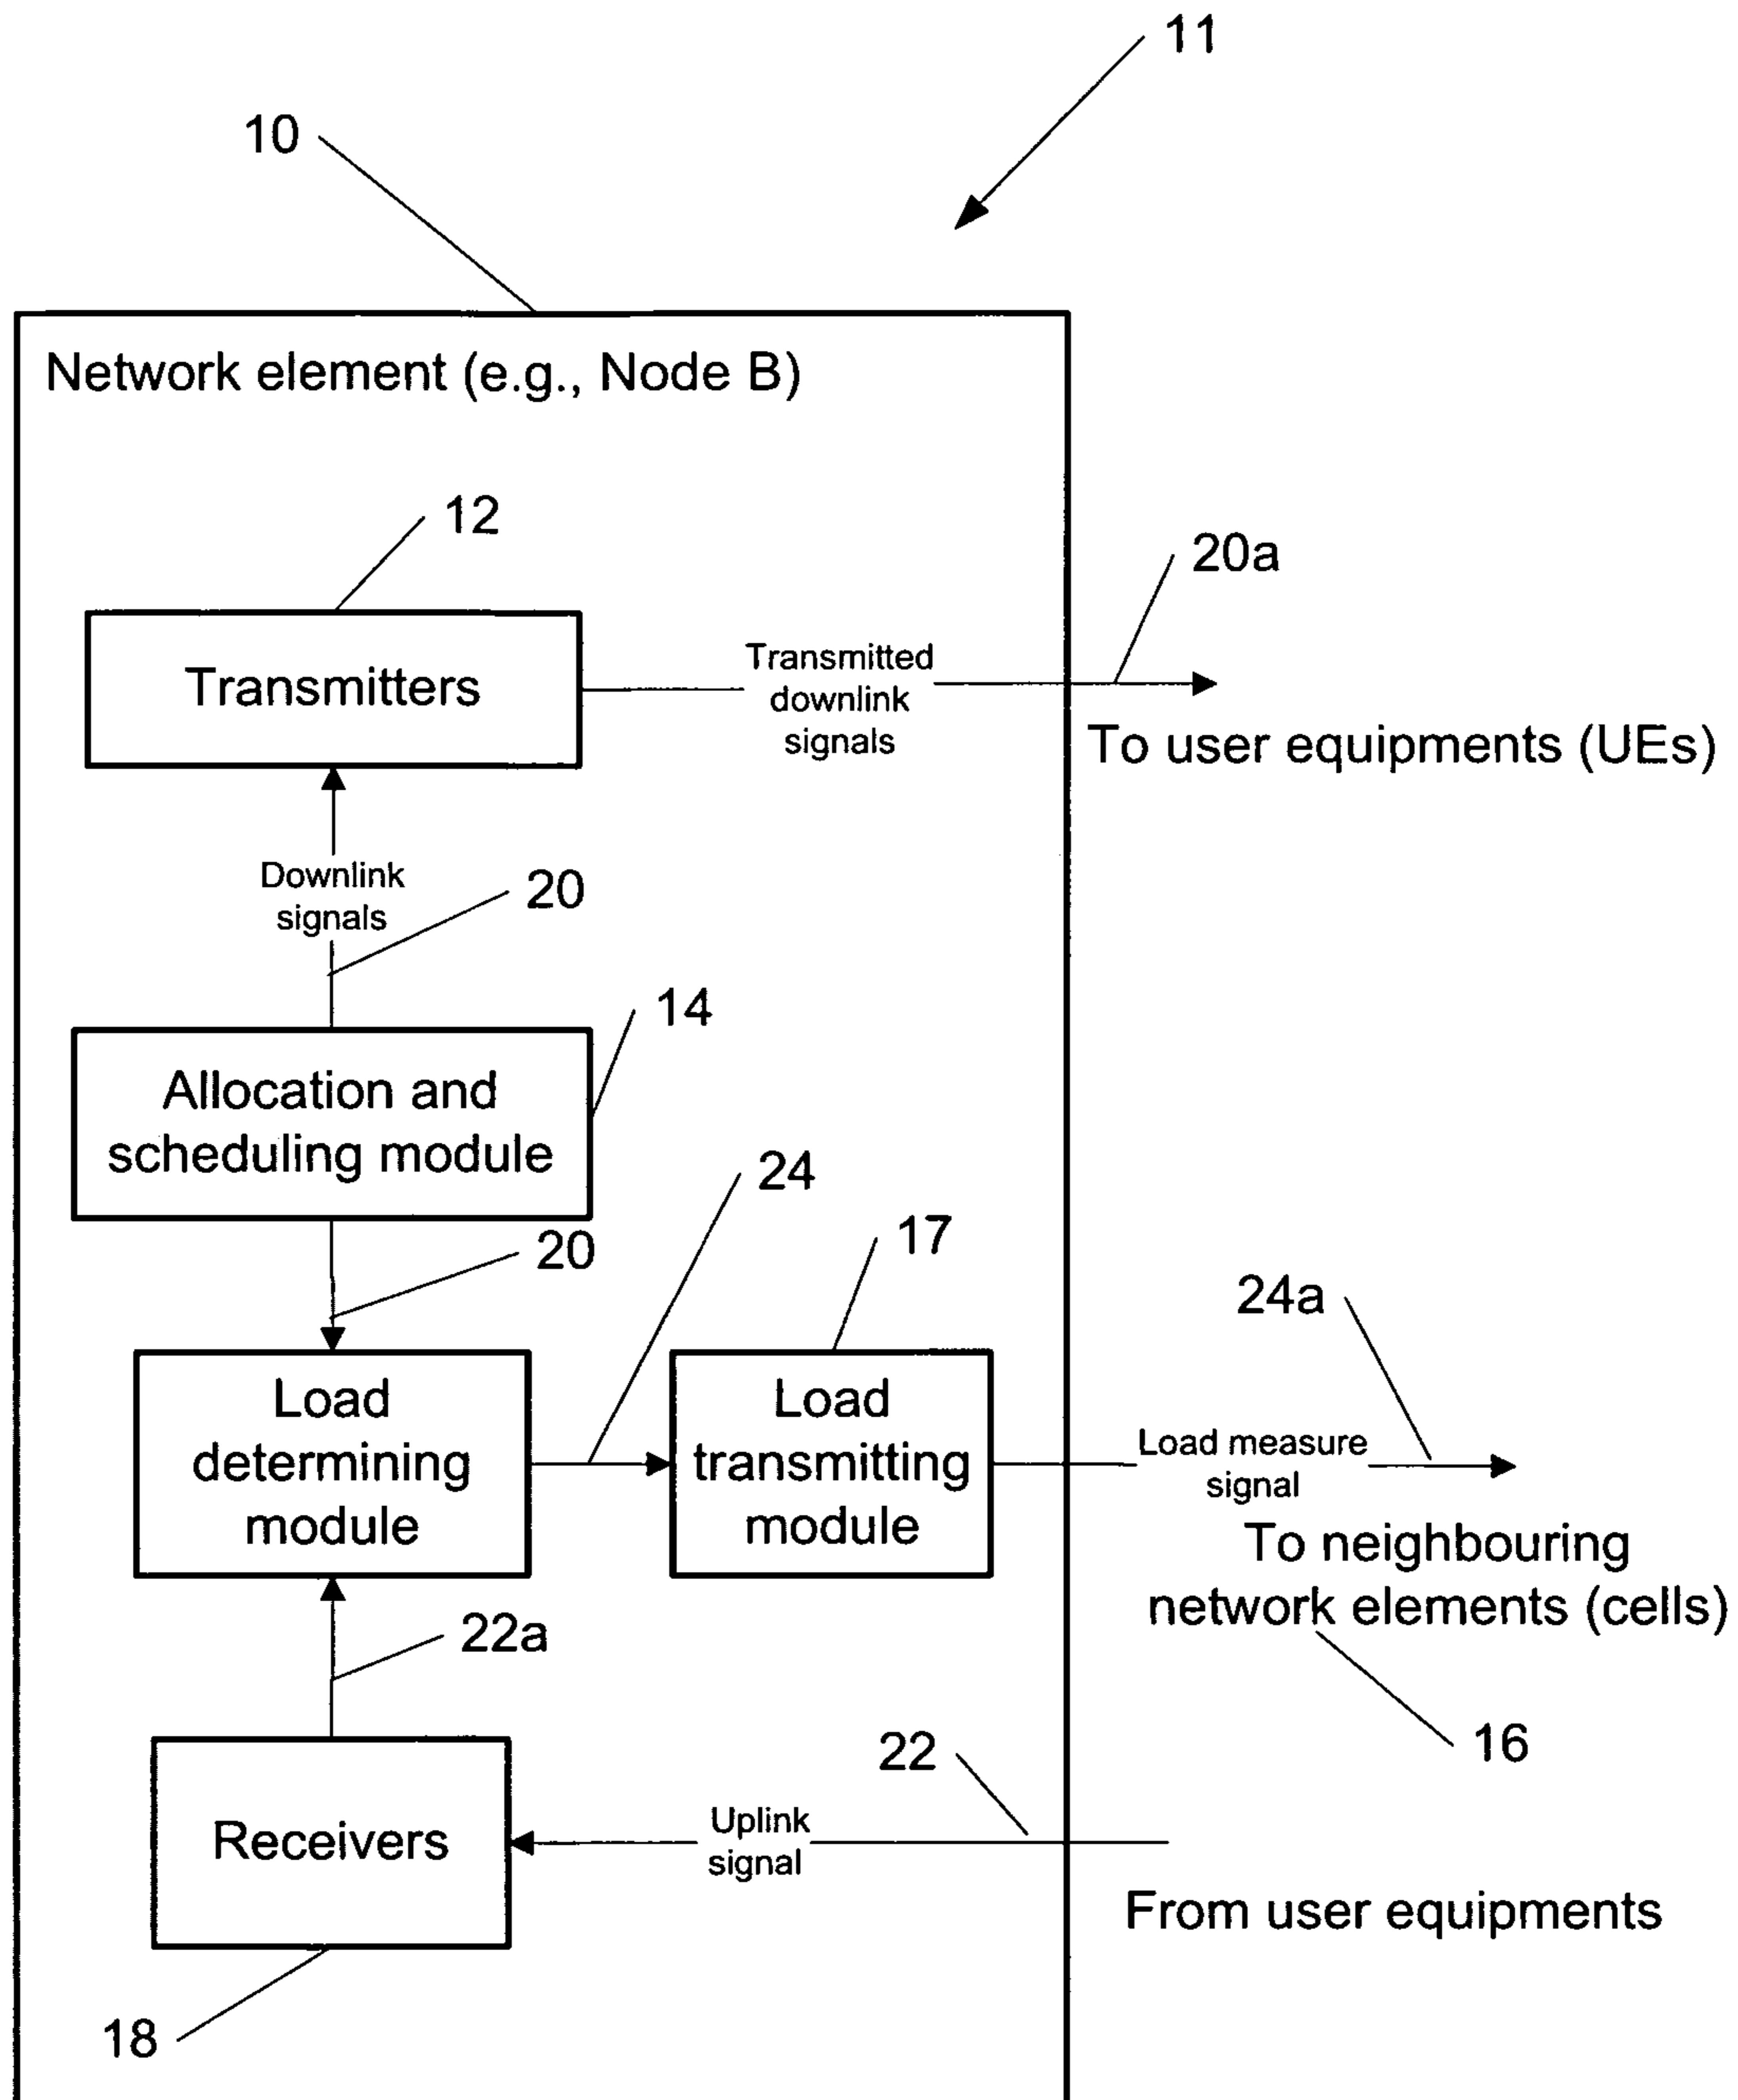 11
10
Network element (e.g., Node B)
12
20a
Transmitters
Transmitted
downlink
signals
To user equipments (UEs)
Downlink
signals
20
14
Allocation and
scheduling module
24
20
17
24a
Load
determining
module
Load
transmitting
module
Load measure
signal
To neighbouring
network elements (cells)
22a
16
22
Receivers
Uplink
signal
From user equipments
18